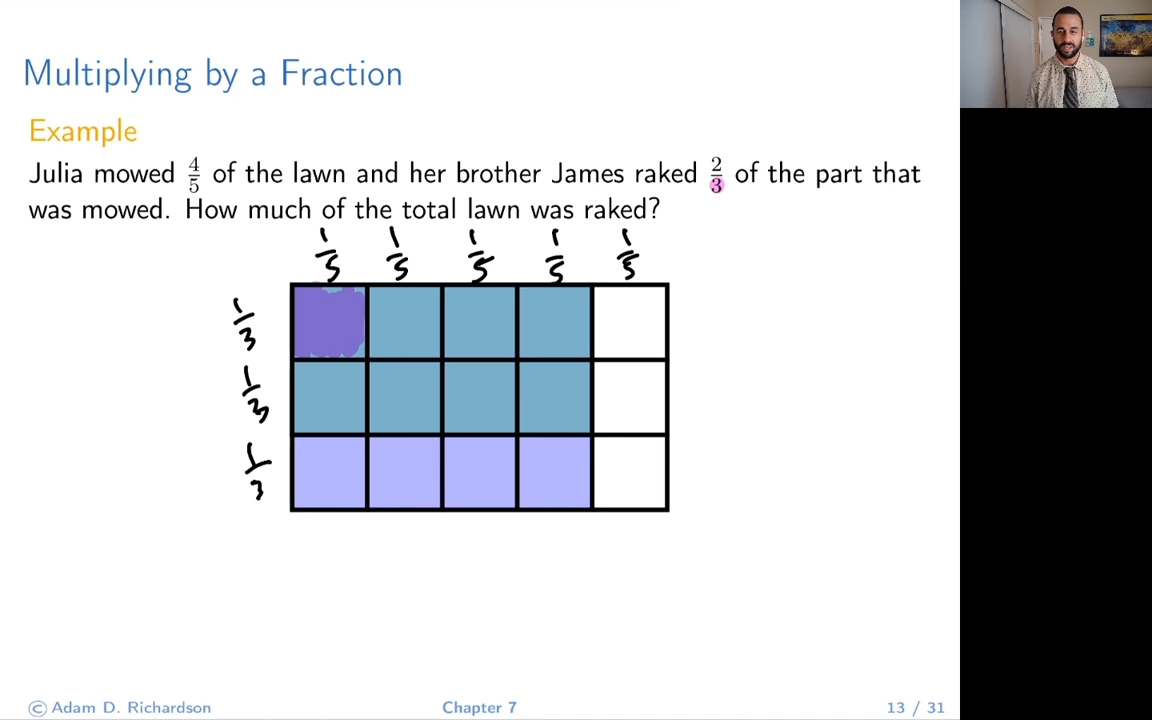 Multiplying by a Fraction
Example
Julia mowed 4/5 of the lawn and her brother James raked 2/3 of the part that
was mowed. How much of the total lawn was raked?
1/5 1/5 1/5 1/5 1/5
1/3
1/3
1/3
© Adam D. Richardson Chapter 7 13 / 31